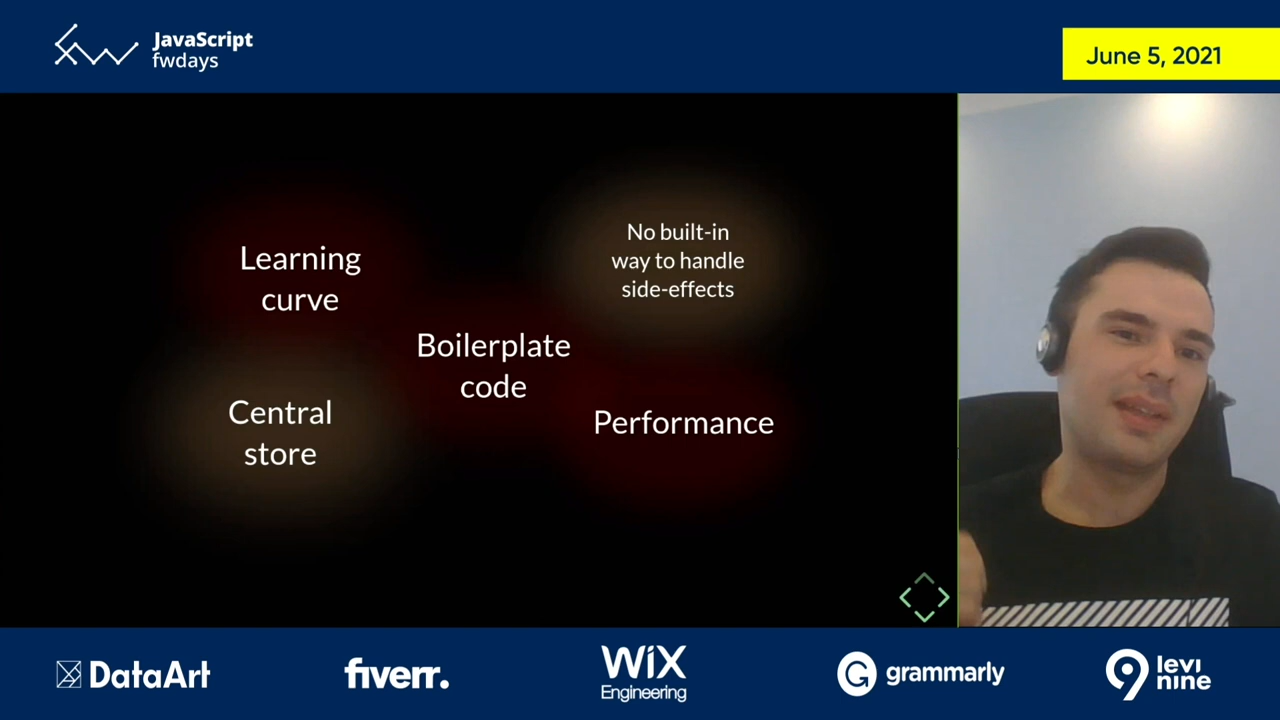 JavaScript
fwdays
June 5, 2021
Learning
curve
No built-in
way to handle
side-effects
Boilerplate
code
Central
store
Performance
DataArt
fiverr.
WiX
Engineering
G grammarly
9 levi
nine